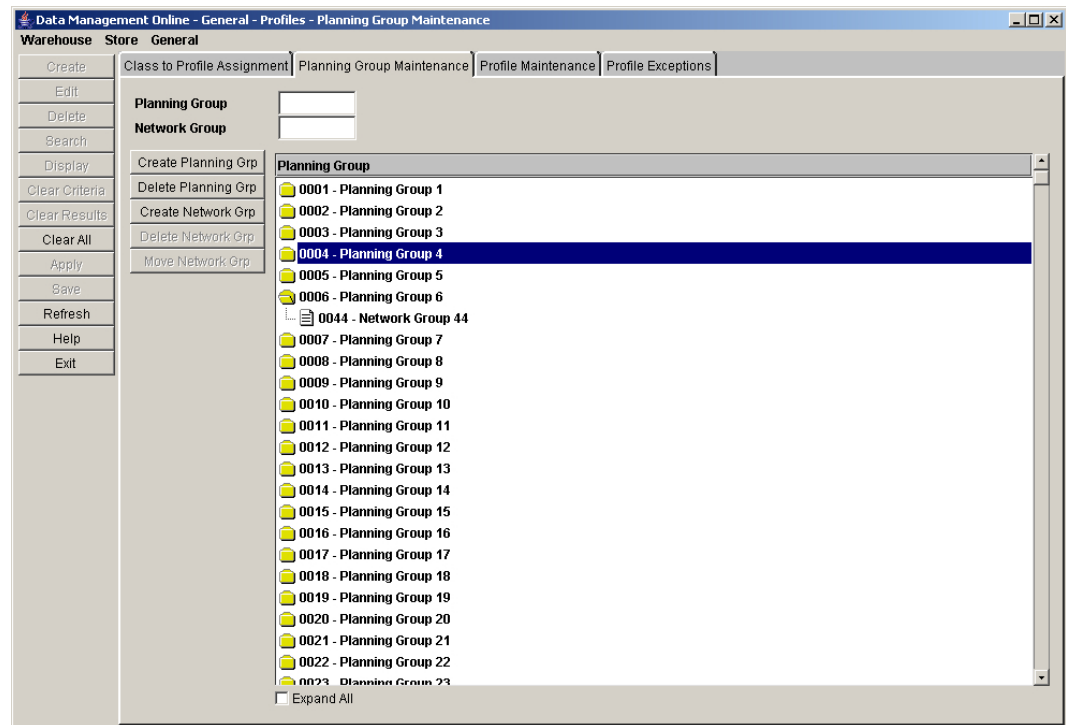 Data Management Online - General - Profiles - Planning Group Maintenance
Warehouse Store General
Create
Edit
Delete
Search
Display
Clear Criteria
Clear Results
Clear All
Apply
Save
Refresh
Help
Exit
Class to Profile Assignment Planning Group Maintenance Profile Maintenance Profile Exceptions
Planning Group
Network Group
Create Planning Grp
Delete Planning Grp
Create Network Grp
Delete Network Grp
Move Network Grp
Planning Group
0001 - Planning Group 1
0002 - Planning Group 2
0003 - Planning Group 3
0004 - Planning Group 4
0005 - Planning Group 5
0006 - Planning Group 6
0044 - Network Group 44
0007 - Planning Group 7
0008 - Planning Group 8
0009 - Planning Group 9
0010 - Planning Group 10
0011 - Planning Group 11
0012 - Planning Group 12
0013 - Planning Group 13
0014 - Planning Group 14
0015 - Planning Group 15
0016 - Planning Group 16
0017 - Planning Group 17
0018 - Planning Group 18
0019 - Planning Group 19
0020 - Planning Group 20
0021 - Planning Group 21
0022 - Planning Group 22
0023 - Planning Group 23
Expand All